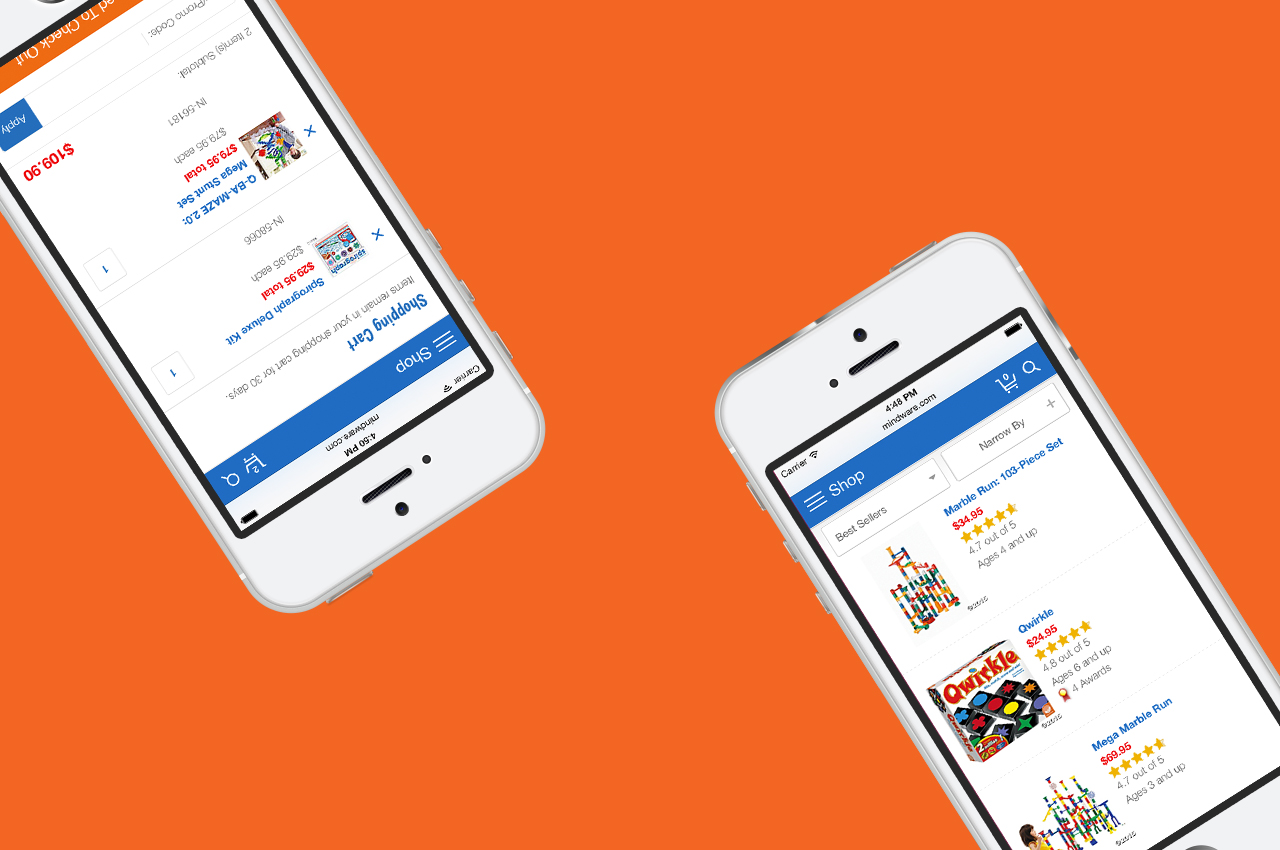 Carrier
4:50 PM
mindware.com
Shop
2
Shopping Cart
Items remain in your shopping cart for 30 days.
spirograph
Spirograph Deluxe Kit
$29.95 total
$29.95 each
IN-58066
1
Q-BA-MAZE 2.0:
Mega Stunt Set
$79.95 total
$79.95 each
IN-56181
1
2 Item(s) Subtotal:
$109.90
/Promo Code:
Apply
ed To Check Out
Carrier
4:48 PM
mindware.com
Shop
0
Best Sellers
Narrow By
Marble Run: 103-Piece Set
$34.95
4.7 out of 5
Ages 4 and up
Qwirkle
Qwirkle
$24.95
4.8 out of 5
Ages 6 and up
4 Awards
Mega Marble Run
$69.95
4.7 out of 5
Ages 3 and up